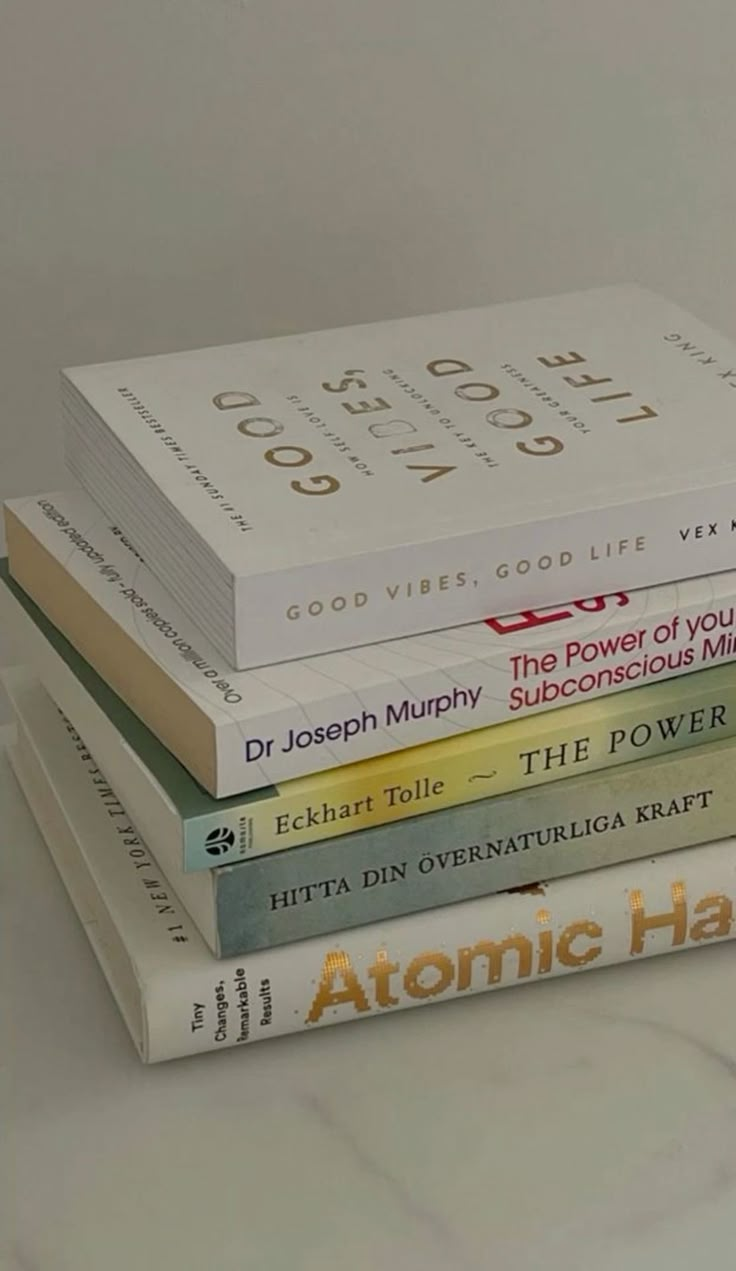 THE #1 SUNDAY TIMES BESTSELLER
GOOD
HOW SELF-LOVE IS
VIBES,
THE KEY TO UNLOCKING
GOOD
YOUR GREATNESS
LIFE
EX KING
GOOD VIBES, GOOD LIFE VEX K
Over a million copies sold - fully updated edition
Dr Joseph Murphy
The Power of you
Subconscious Mi
Eckhart Tolle ~ THE POWER
HITTA DIN ÖVERNATURLIGA KRAFT
#1 NEW YORK TIMES
Tiny
Changes,
Remarkable
Results
Atomic Ha